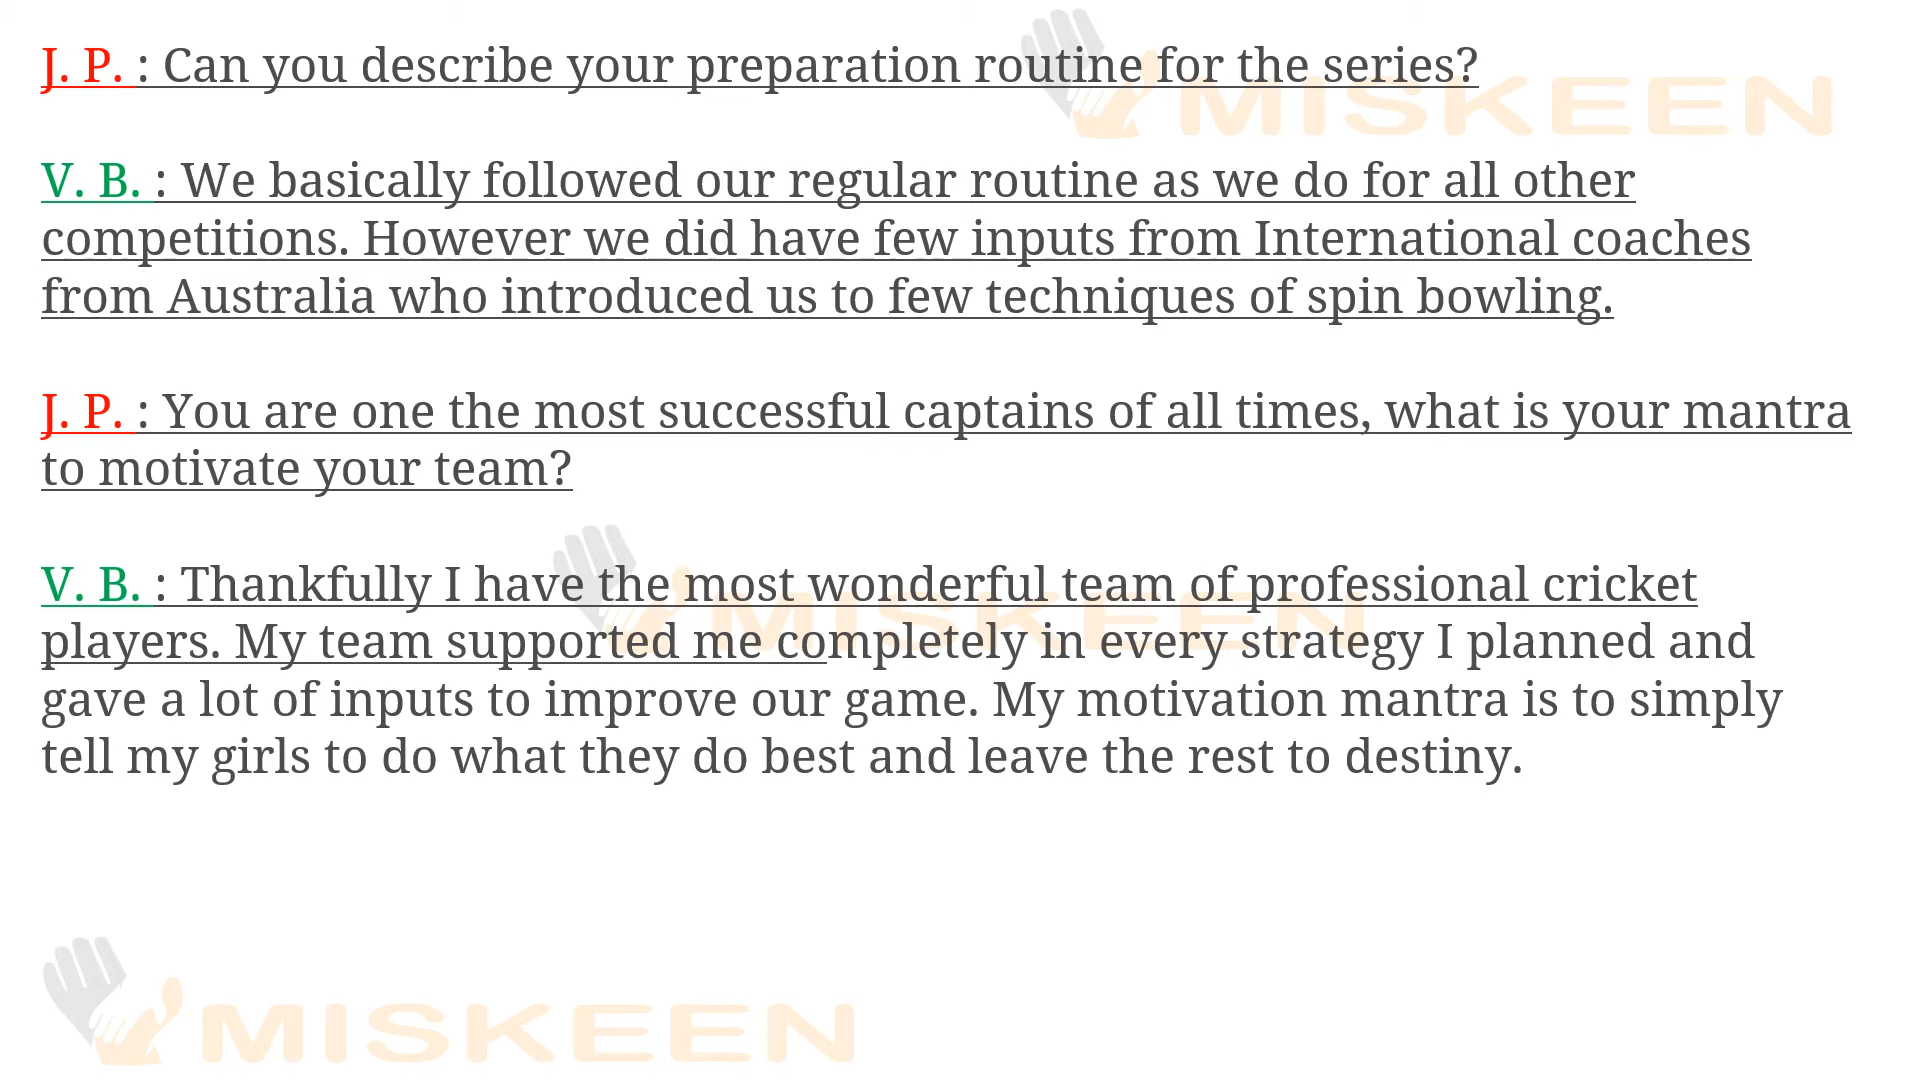 MISKEEN
J. P. : Can you describe your preparation routine for the series?
V. B. : We basically followed our regular routine as we do for all other
competitions. However we did have few inputs from International coaches
from Australia who introduced us to few techniques of spin bowling.
J. P. : You are one the most successful captains of all times, what is your mantra
to motivate your team?
MISKEEN
V. B. : Thankfully I have the most wonderful team of professional cricket
players. My team supported me completely in every strategy I planned and
gave a lot of inputs to improve our game. My motivation mantra is to simply
tell my girls to do what they do best and leave the rest to destiny.
MISKEEN